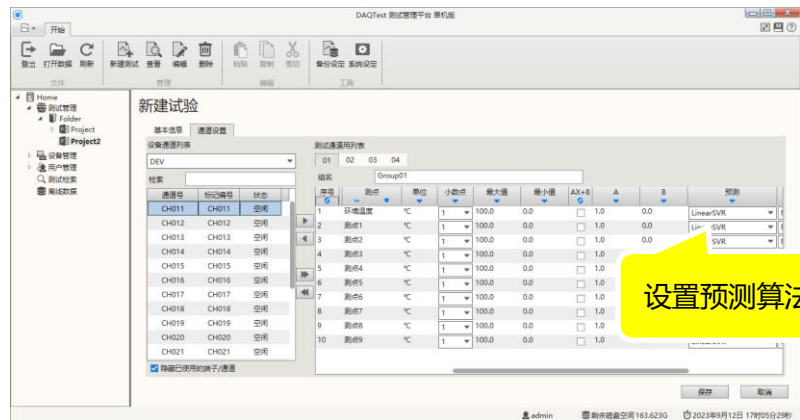 DAQTest 测试管理平台 单机版
开始
登出 打开数据 刷新 新建测试 查看 编辑 删除 粘贴 复制 剪切 备份设定 系统设定
文件 管理 编辑 工具
Home
测试管理
Folder
Project
Project2
设备管理
用户管理
测试检索
离线数据
新建试验
基本信息 通道设置
设备通道列表
DEV
检索
通道号 标记编号 状态
CH011 CH011 空闲
CH012 CH012 空闲
CH013 CH013 空闲
CH014 CH014 空闲
CH015 CH015 空闲
CH016 CH016 空闲
CH017 CH017 空闲
CH018 CH018 空闲
CH019 CH019 空闲
CH020 CH020 空闲
CH021 CH021 空闲
隐藏已使用的端子/通道
测试通道用列表
01 02 03 04
组名 Group01
序号 测点 单位 小数点 最大值 最小值 AX+B A B 预测
1 环境温度 ℃ 1 100.0 0.0 1.0 0.0 LinearSVR
2 测点1 ℃ 1 100.0 0.0 1.0 0.0
3 测点2 ℃ 1 100.0 0.0 1.0 0.0 SVR
4 测点3 ℃ 1 100.0 0.0 1.0
5 测点4 ℃ 1 100.0 0.0 1.0
6 测点5 ℃ 1 100.0 0.0 1.0
7 测点6 ℃ 1 100.0 0.0 1.0
8 测点7 ℃ 1 100.0 0.0 1.0
9 测点8 ℃ 1 100.0 0.0 1.0
10 测点9 ℃ 1 100.0 0.0 1.0
设置预测算法
保存 取消
admin 剩余磁盘空间 163.623G 2023年9月12日 17时05分29秒